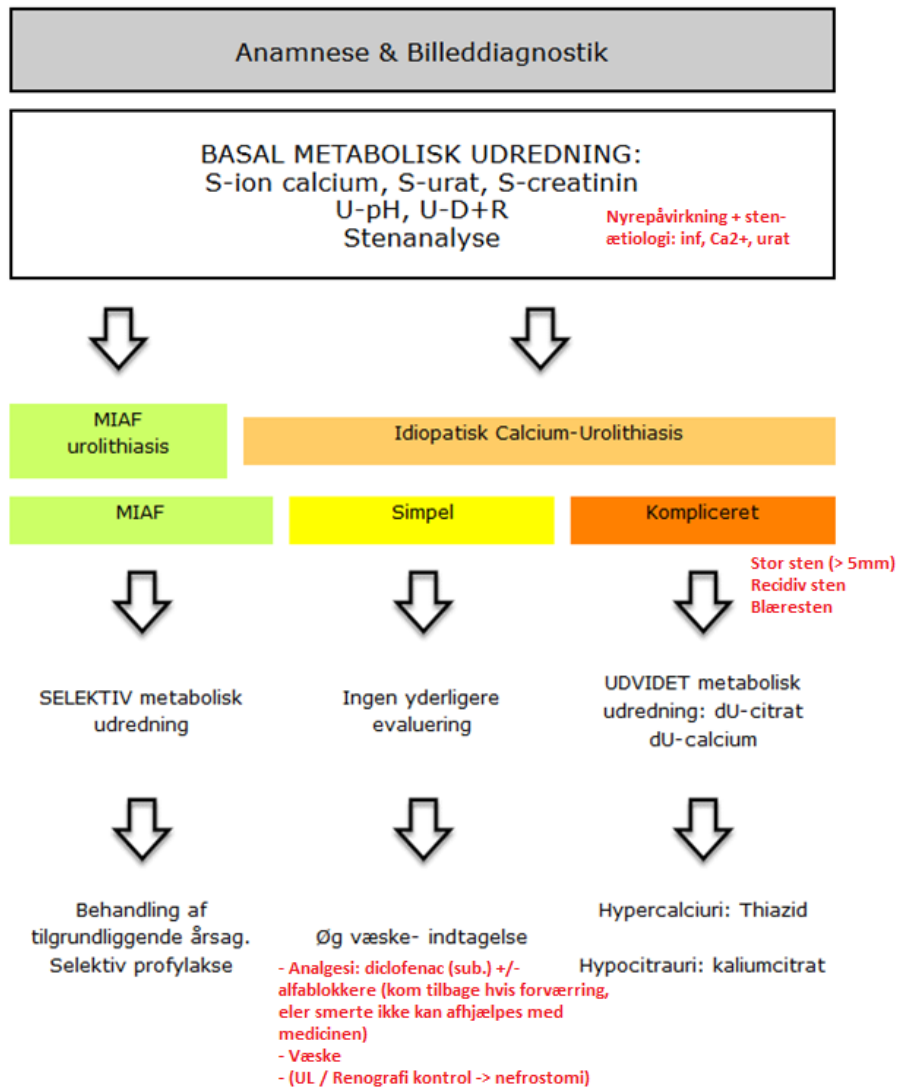 Anamnese & Billeddiagnostik
BASAL METABOLISK UDREDNING:
S-ion calcium, S-urat, S-creatinin
U-pH, U-D+R
Stenanalyse
Nyrepåvirkning + sten-
ætiologi: inf, Ca2+, urat
MIAF
urolithiasis
Idiopatisk Calcium-Urolithiasis
MIAF
Simpel
Kompliceret
Stor sten (> 5mm)
Recidiv sten
Blæresten
SELEKTIV metabolisk
udredning
Ingen yderligere
evaluering
UDVIDET metabolisk
udredning: dU-citrat
dU-calcium
Behandling af
tilgrundliggende årsag.
Selektiv profylakse
Øg væske- indtagelse
- Analgesi: diclofenac (sub.) +/-
alfablokkere (kom tilbage hvis forværring,
eler smerte ikke kan afhjælpes med
medicinen)
- Væske
- (UL / Renografi kontrol -> nefrostomi)
Hypercalciuri: Thiazid
Hypocitrauri: kaliumcitrat